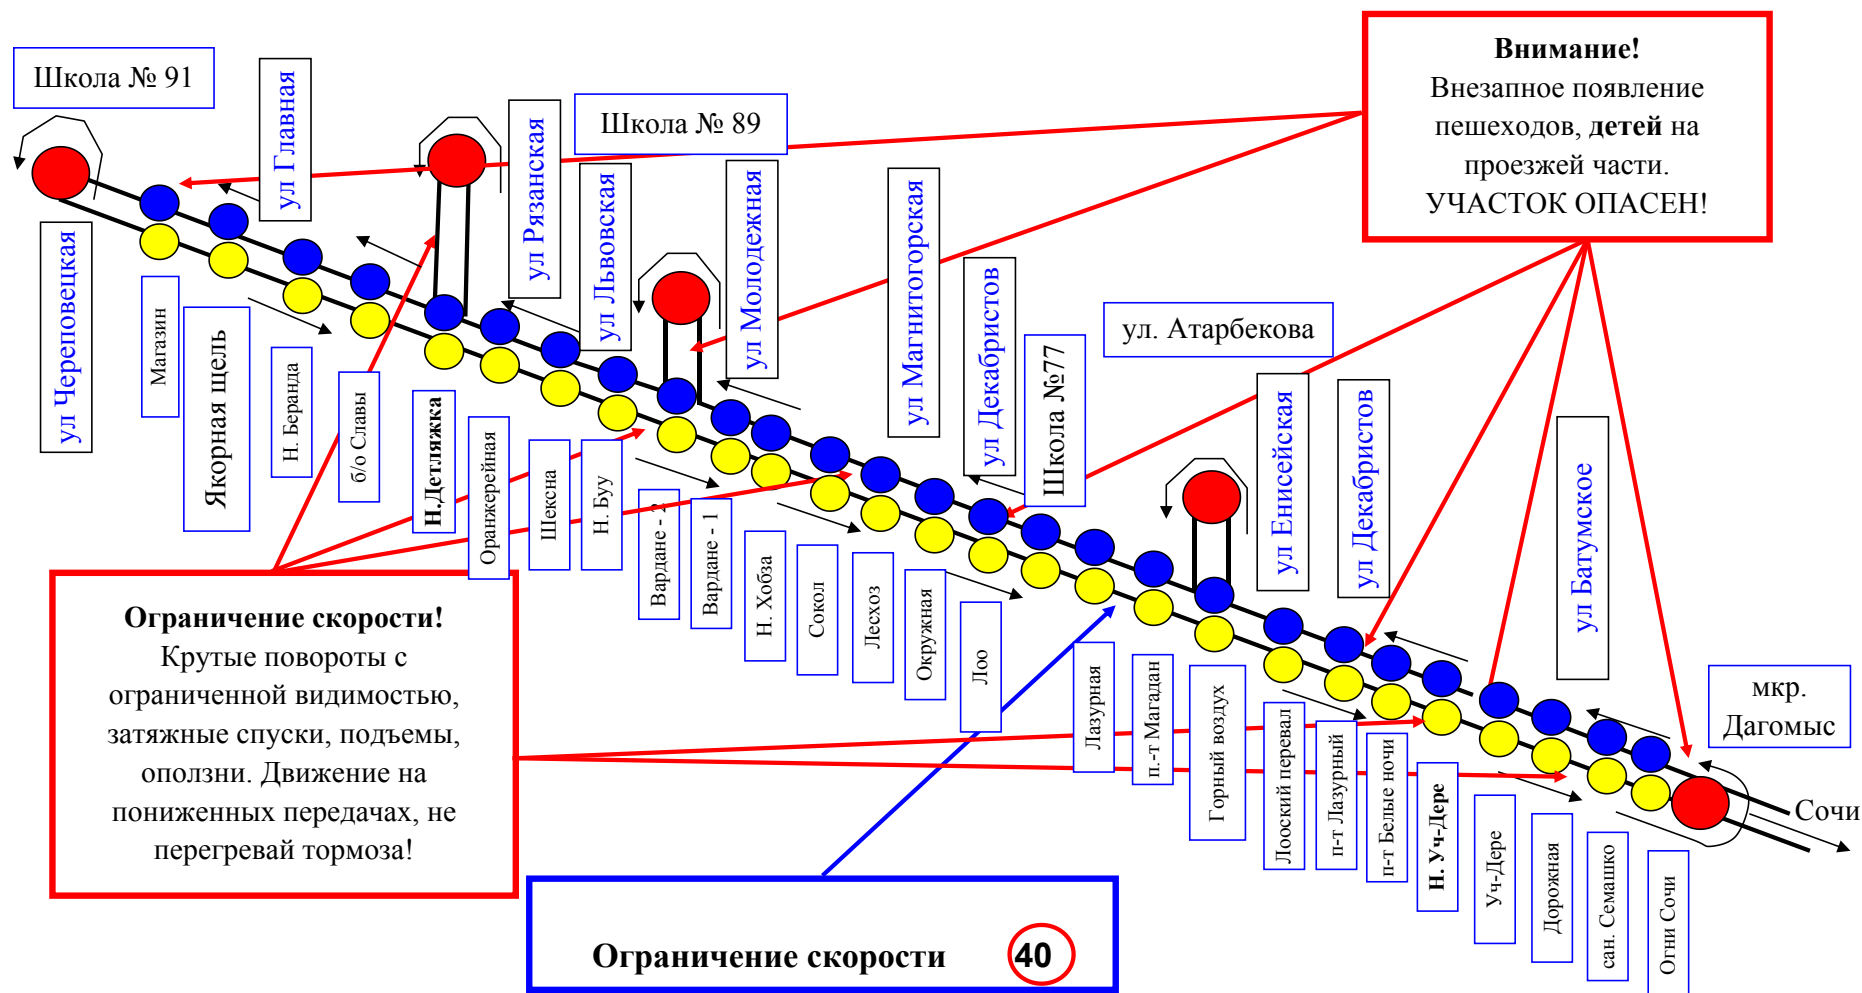 Школа № 91
ул Главная
ул Рязанская
Школа № 89
ул Львовская
ул Молодежная
ул Магнитогорская
ул Декабристов
Школа №77
ул. Атарбекова
ул Енисейская
ул Декабристов
ул Батумское
мкр.
Дагомыс
Сочи
Внимание!
Внезапное появление
пешеходов, детей на
проезжей части.
УЧАСТОК ОПАСЕН!
ул Череповецкая
Магазин
Якорная щель
Н. Беранда
б/о Славы
Н.Детляжка
Оранжерейная
Шексна
Н. Буу
Вардане - 2
Вардане - 1
Н. Хобза
Сокол
Лесхоз
Окружная
Лоо
Лазурная
п.-т Магадан
Горный воздух
Лооский перевал
п-т Лазурный
п-т Белые ночи
Н. Уч-Дере
Уч-Дере
Дорожная
сан. Семашко
Огни Сочи
Ограничение скорости!
Крутые повороты с
ограниченной видимостью,
затяжные спуски, подъемы,
оползни. Движение на
пониженных передачах, не
перегревай тормоза!
Ограничение скорости 40